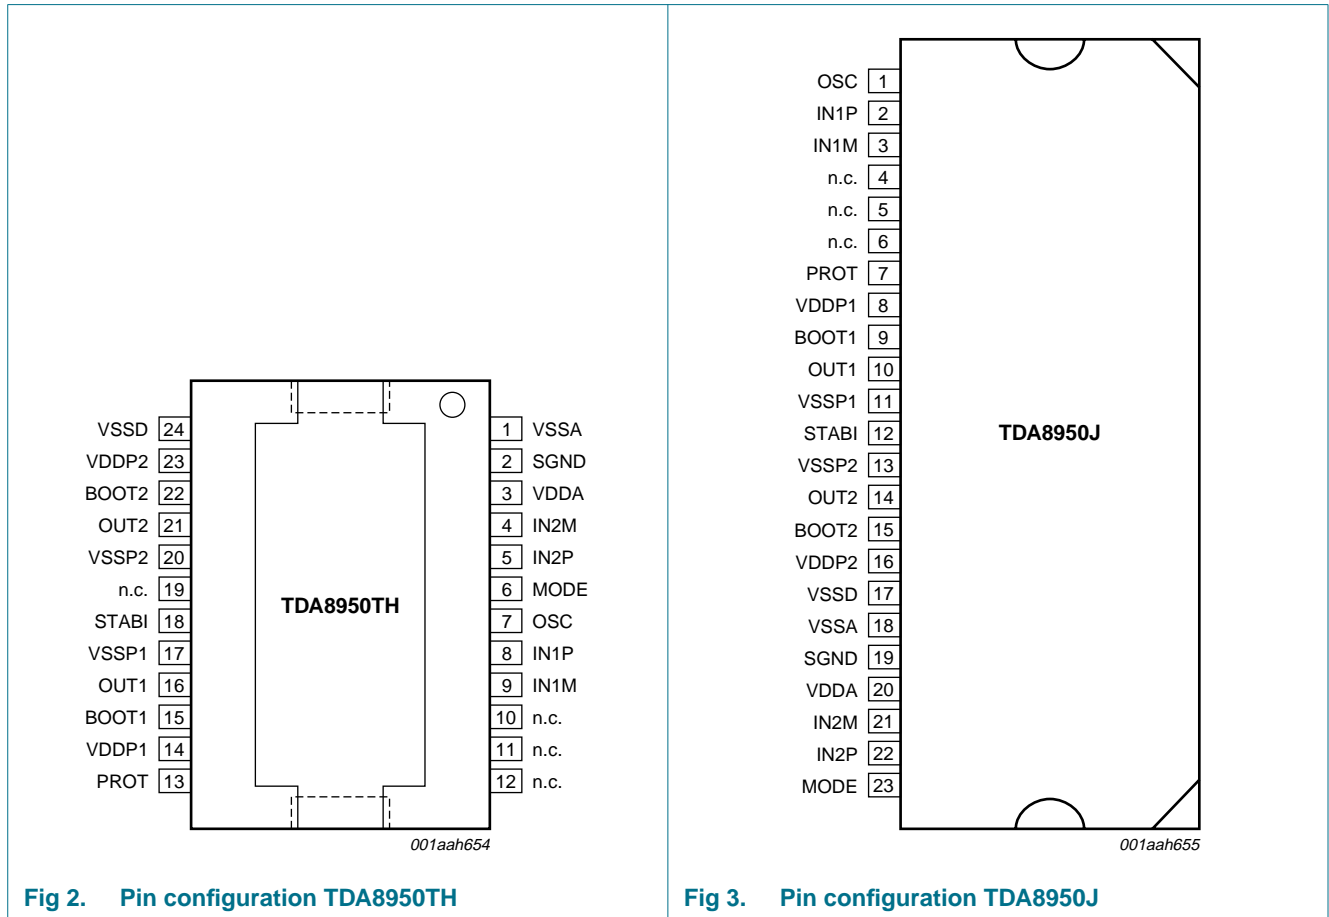 VSSD 24
VDDP2 23
BOOT2 22
OUT2 21
VSSP2 20
n.c. 19
STABI 18
VSSP1 17
OUT1 16
BOOT1 15
VDDP1 14
PROT 13
TDA8950TH
1 VSSA
2 SGND
3 VDDA
4 IN2M
5 IN2P
6 MODE
7 OSC
8 IN1P
9 IN1M
10 n.c.
11 n.c.
12 n.c.
001aah654
Fig 2. Pin configuration TDA8950TH
OSC 1
IN1P 2
IN1M 3
n.c. 4
n.c. 5
n.c. 6
PROT 7
VDDP1 8
BOOT1 9
OUT1 10
VSSP1 11
STABI 12
VSSP2 13
OUT2 14
BOOT2 15
VDDP2 16
VSSD 17
VSSA 18
SGND 19
VDDA 20
IN2M 21
IN2P 22
MODE 23
TDA8950J
001aah655
Fig 3. Pin configuration TDA8950J